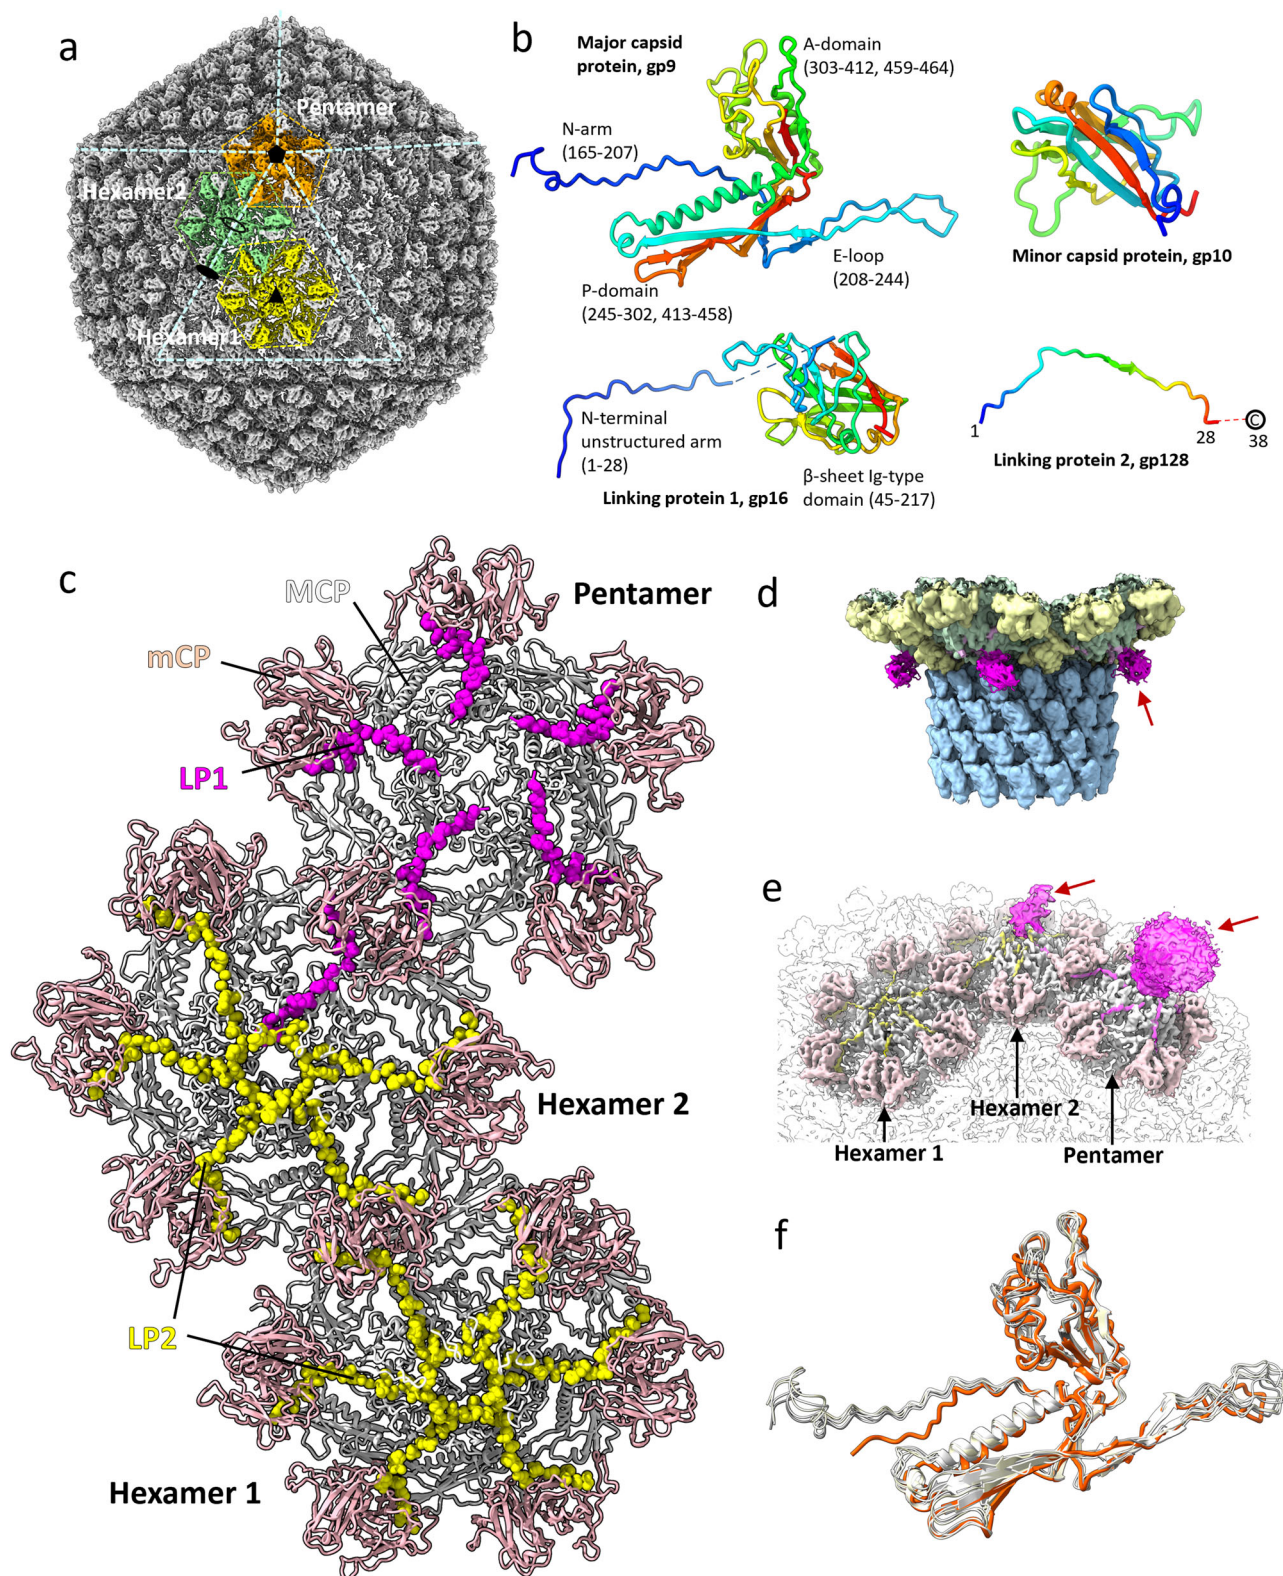 a
Pentamer
Hexamer2
Hexamer1
b
Major capsid
protein, gp9
A-domain
(303-412, 459-464)
N-arm
(165-207)
E-loop
(208-244)
P-domain
(245-302, 413-458)
Minor capsid protein, gp10
N-terminal
unstructured arm
(1-28)
Linking protein 1, gp16
β-sheet Ig-type
domain (45-217)
1
28
C
38
Linking protein 2, gp128
c
MCP
Pentamer
mCP
LP1
Hexamer 2
LP2
Hexamer 1
d
e
Hexamer 1
Hexamer 2
Pentamer
f